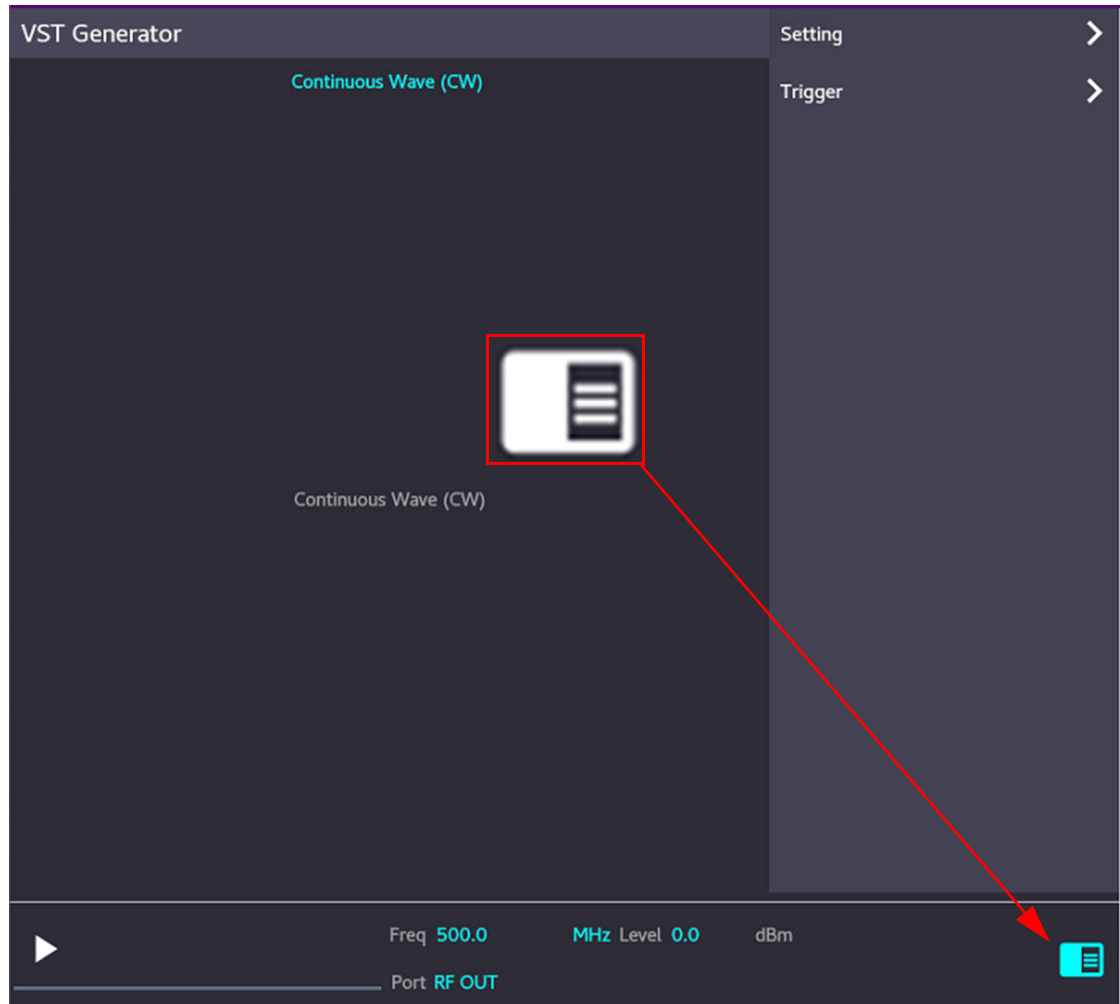 VST Generator
Setting
Continuous Wave (CW)
Trigger
Continuous Wave (CW)
Freq 500.0 MHz Level 0.0 dBm
Port RF OUT